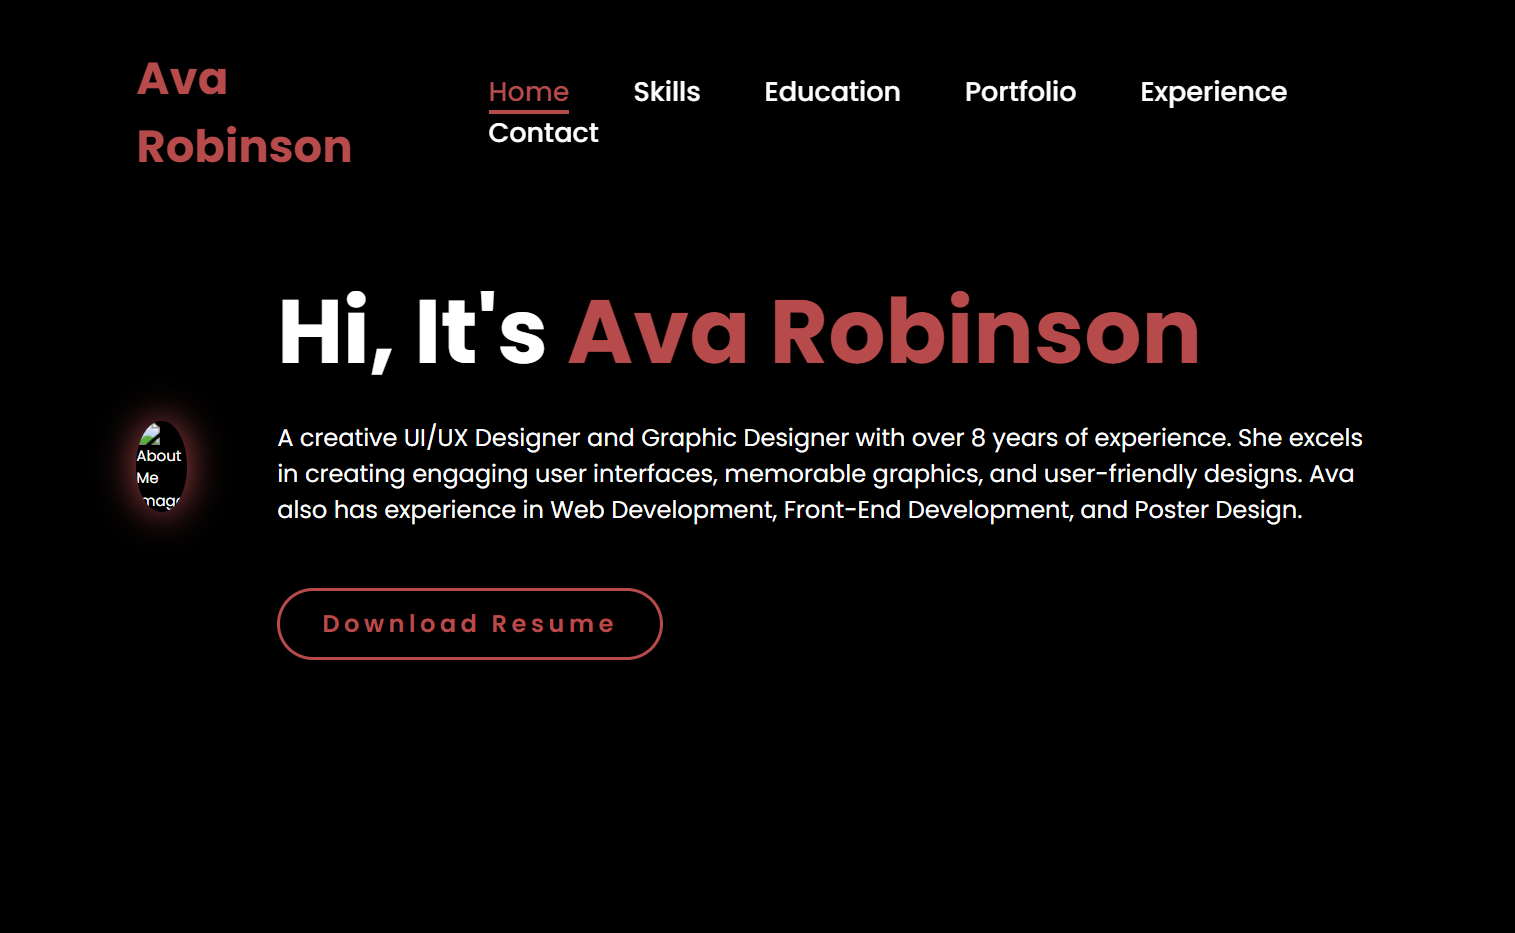 Ava
Robinson
Home Skills Education Portfolio Experience
Contact
Hi, It's Ava Robinson
About
Me
Image
A creative UI/UX Designer and Graphic Designer with over 8 years of experience. She excels
in creating engaging user interfaces, memorable graphics, and user-friendly designs. Ava
also has experience in Web Development, Front-End Development, and Poster Design.
Download Resume